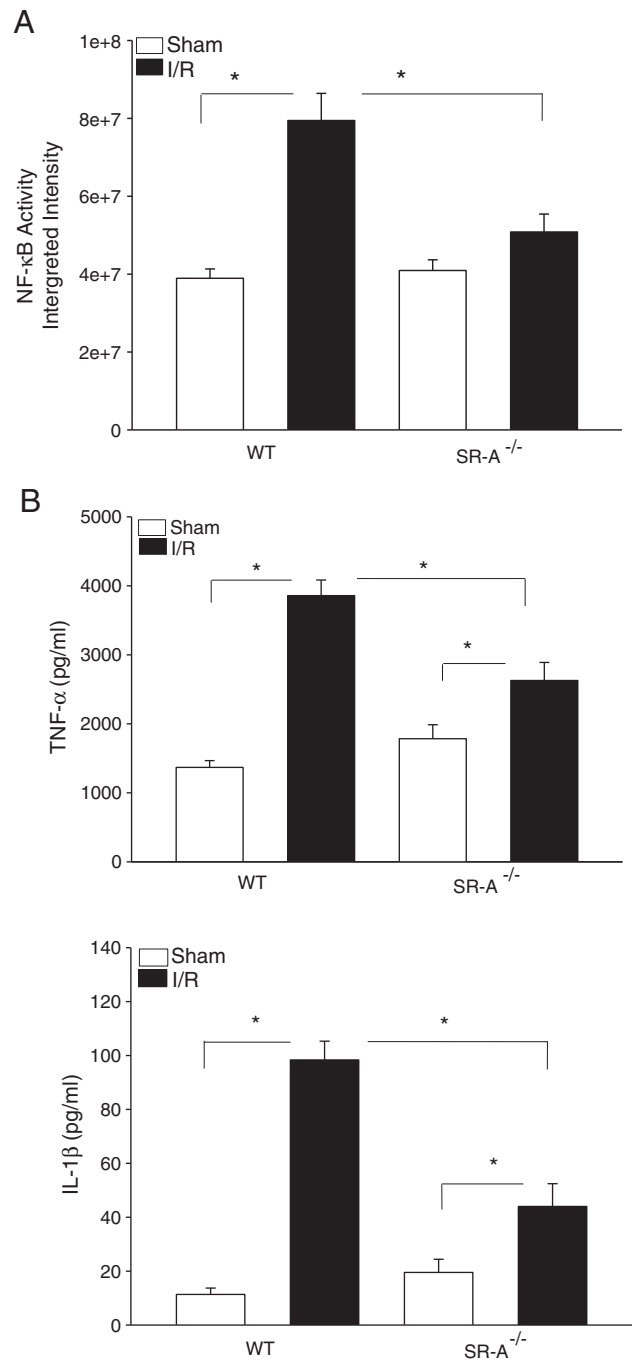 A
1e+8
8e+7
6e+7
4e+7
2e+7
0
NF-κB Activity
Intergreted Intensity
Sham
I/R
*
*
WT
SR-A -/-
B
5000
4000
3000
2000
1000
0
TNF-α (pg/ml)
Sham
I/R
*
*
*
WT
SR-A -/-
140
120
100
80
60
40
20
0
IL-1β (pg/ml)
Sham
I/R
*
*
*
WT
SR-A -/-